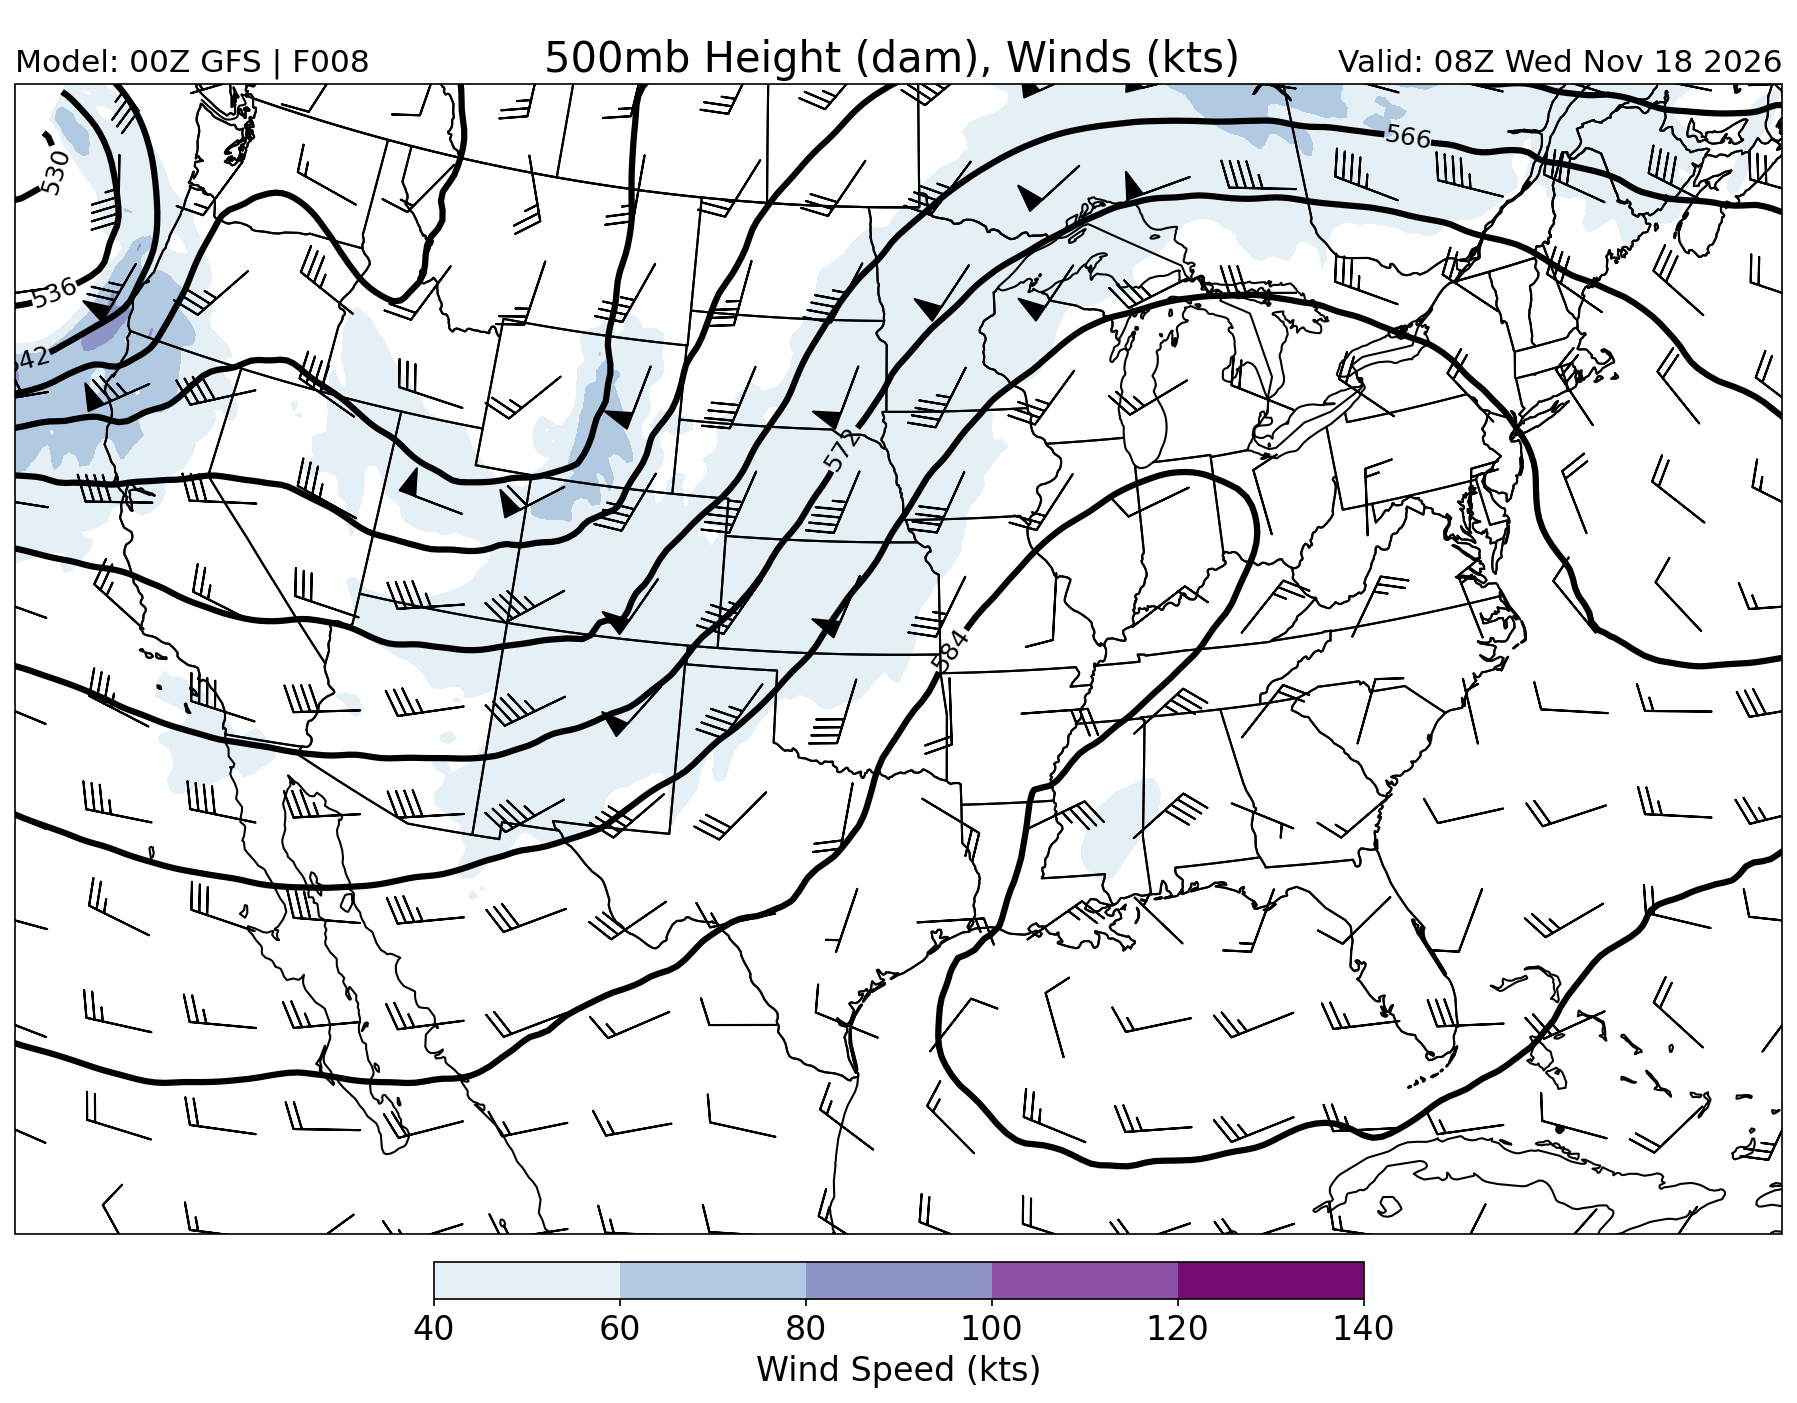 Model: 00Z GFS | F008
500mb Height (dam), Winds (kts)
Valid: 08Z Wed Nov 18 2026
530
566
536
542
572
584
40 60 80 100 120 140
Wind Speed (kts)